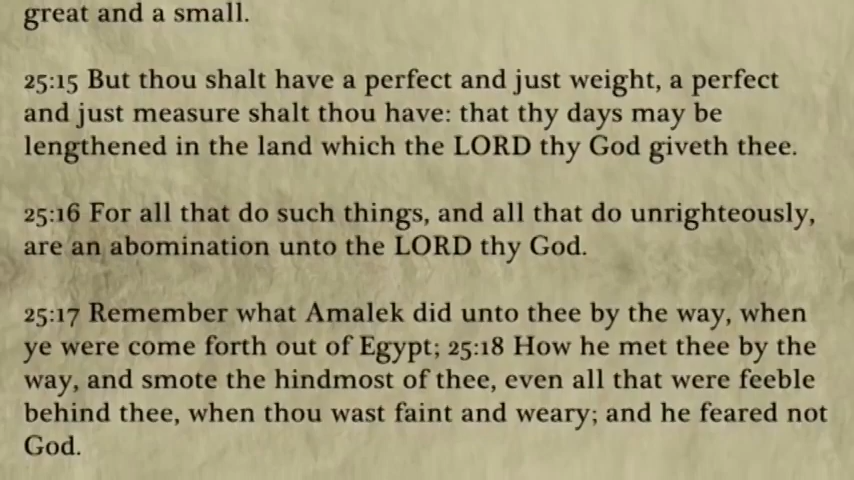 great and a small.
25:15 But thou shalt have a perfect and just weight, a perfect
and just measure shalt thou have: that thy days may be
lengthened in the land which the LORD thy God giveth thee.
25:16 For all that do such things, and all that do unrighteously,
are an abomination unto the LORD thy God.
25:17 Remember what Amalek did unto thee by the way, when
ye were come forth out of Egypt; 25:18 How he met thee by the
way, and smote the hindmost of thee, even all that were feeble
behind thee, when thou wast faint and weary; and he feared not
God.